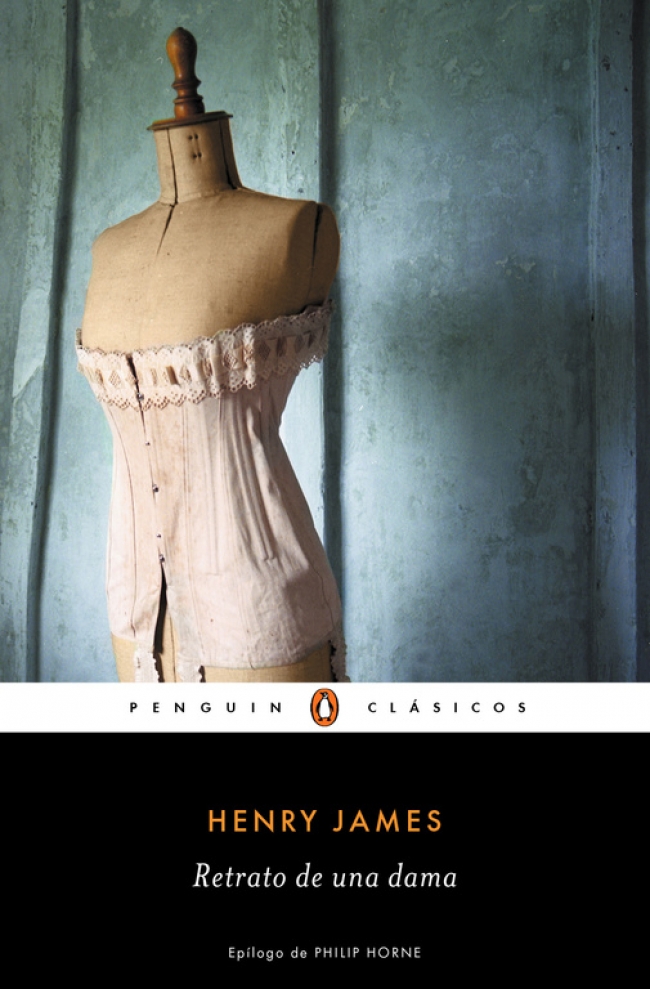 PENGUIN CLÁSICOS
HENRY JAMES
Retrato de una dama
Epílogo de PHILIP HORNE